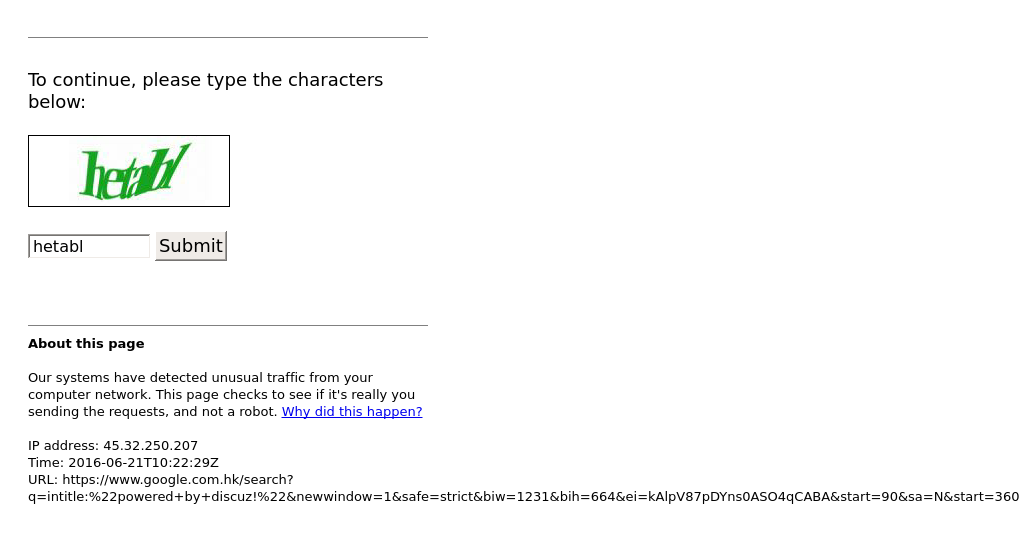 To continue, please type the characters
below:
hetabl
hetabl
Submit
About this page
Our systems have detected unusual traffic from your
computer network. This page checks to see if it's really you
sending the requests, and not a robot. Why did this happen?
IP address: 45.32.250.207
Time: 2016-06-21T10:22:29Z
URL: https://www.google.com.hk/search?
q=intitle:%22powered+by+discuz!%22&newwindow=1&safe=strict&biw=1231&bih=664&ei=kAlpV87pDYns0ASO4qCABA&start=90&sa=N&start=360